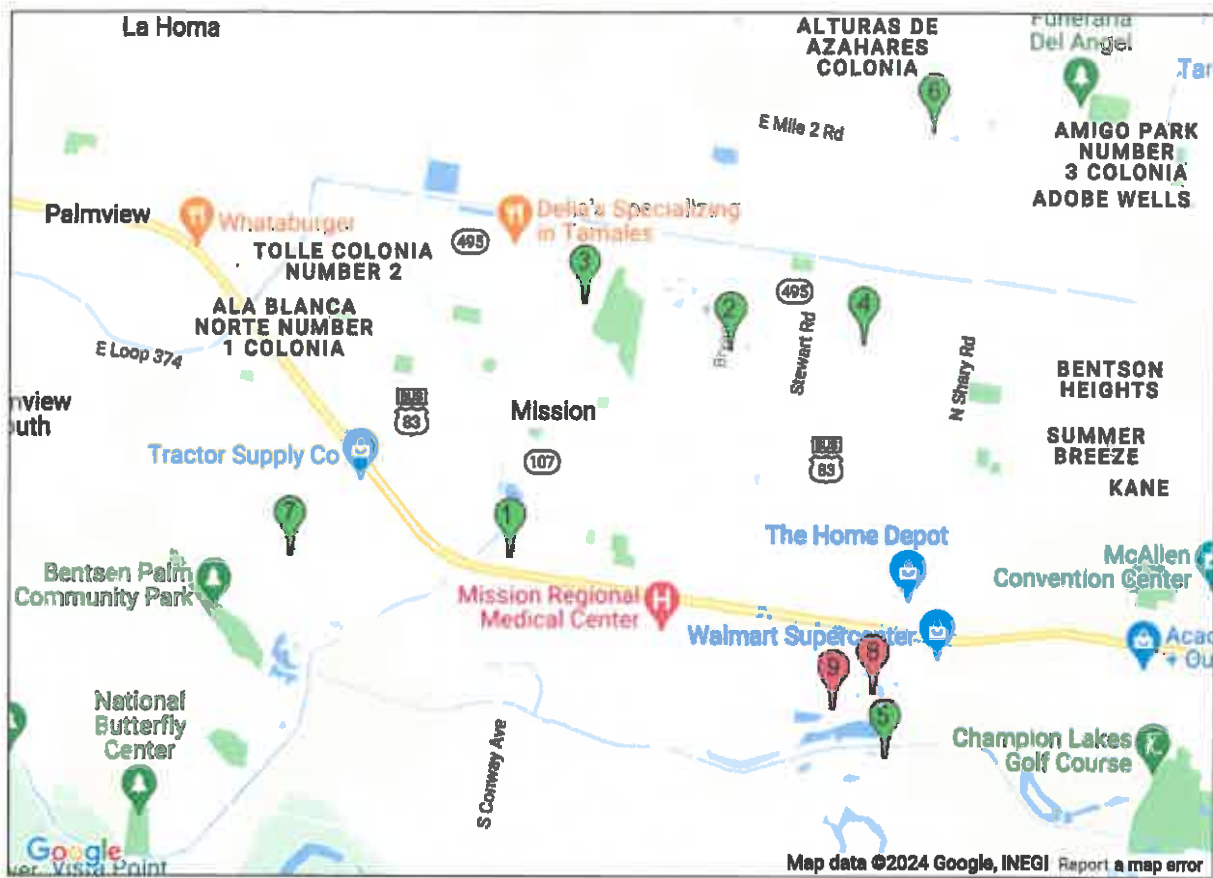 La Homa
ALTURAS DE
AZAHARES
COLONIA
Funeraria
Del Angel
6
E Mile 2 Rd
AMIGO PARK
NUMBER
3 COLONIA
ADOBE WELLS
Palmview
Whataburger
Delia's Specializing
in Tamales
TOLLE COLONIA
NUMBER 2
495
3
ALA BLANCA
NORTE NUMBER
1 COLONIA
2
495
4
E Loop 374
Stewart Rd
N Shary Rd
BENTSON
HEIGHTS
83
Mission
SUMMER
BREEZE
KANE
Tractor Supply Co
107
83
7
1
The Home Depot
McAllen
Convention Center
Bentsen Palm
Community Park
Mission Regional
Medical Center
Walmart Supercenter
9
8
5
National
Butterfly
Center
S Conway Ave
Champion Lakes
Golf Course
Google
Vista Point
Map data ©2024 Google, INEGI Report a map error